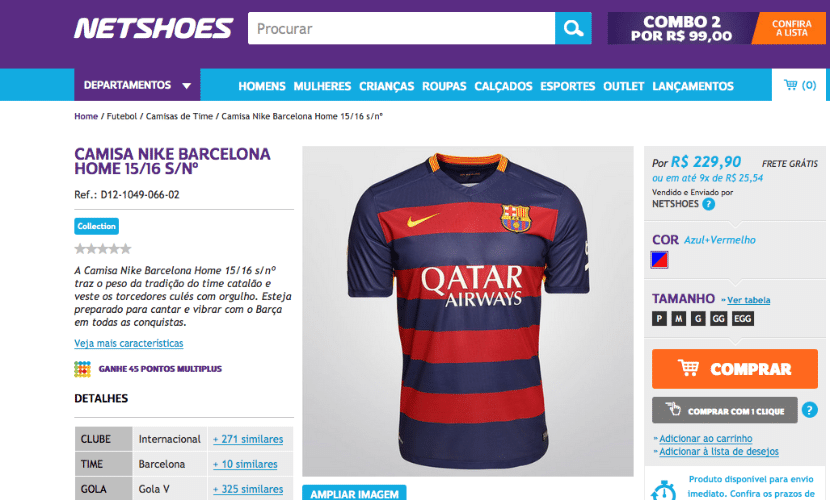 NETSHOES
Procurar
COMBO 2
POR R$ 99,00
CONFIRA
A LISTA
DEPARTAMENTOS
HOMENS MULHERES CRIANÇAS ROUPAS CALÇADOS ESPORTES OUTLET LANÇAMENTOS
(0)
Home / Futebol / Camisas de Time / Camisa Nike Barcelona Home 15/16 s/nº
CAMISA NIKE BARCELONA
HOME 15/16 S/Nº
Ref.: D12-1049-066-02
Collection
A Camisa Nike Barcelona Home 15/16 s/nº
traz o peso da tradição do time catalão e
veste os torcedores culés com orgulho. Esteja
preparado para cantar e vibrar com o Barça
em todas as conquistas.
Veja mais características
GANHE 45 PONTOS MULTIPLUS
DETALHES
CLUBE Internacional + 271 similares
TIME Barcelona + 10 similares
GOLA Gola V + 325 similares
QATAR
AIRWAYS
AMPLIAR IMAGEM
Por R$ 229,90 FRETE GRÁTIS
ou em até 9x de R$ 25,54
Vendido e Enviado por
NETSHOES ?
COR Azul+Vermelho
TAMANHO » Ver tabela
P M G GG EGG
COMPRAR
COMPRAR COM 1 CLIQUE ?
» Adicionar ao carrinho
» Adicionar à lista de desejos
Produto disponível para envio
imediato. Confira os prazos de